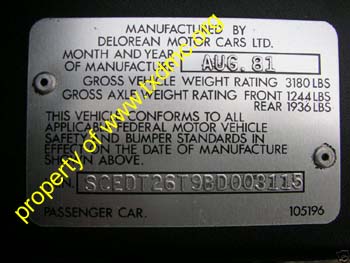 MANUFACTURED BY
DELOREAN MOTOR CARS LTD.
MONTH AND YEAR
OF MANUFACTURE AUG. 81
GROSS VEHICLE WEIGHT RATING 3180 LBS
GROSS AXLE WEIGHT RATING FRONT 1244 LBS
REAR 1936 LBS
THIS VEHICLE CONFORMS TO ALL
APPLICABLE FEDERAL MOTOR VEHICLE
SAFETY AND BUMPER STANDARDS IN
EFFECT ON THE DATE OF MANUFACTURE
SHOWN ABOVE.
SCEDT26T9BD003115
PASSENGER CAR. 105196
property of www.txdmc.org